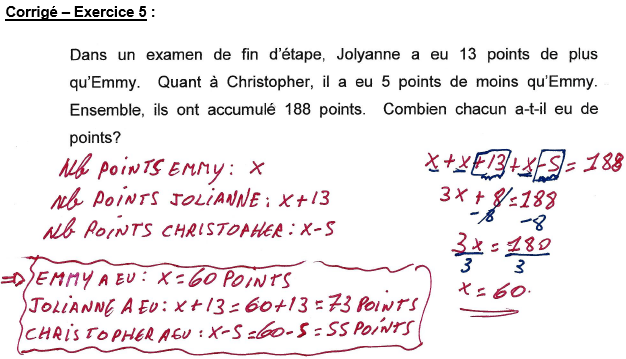 Corrigé – Exercice 5 :
Dans un examen de fin d'étape, Jolyanne a eu 13 points de plus
qu'Emmy. Quant à Christopher, il a eu 5 points de moins qu'Emmy.
Ensemble, ils ont accumulé 188 points. Combien chacun a-t-il eu de
points?
Nb POINTS EMMY: X
Nb POINTS JOLIANNE: X+13
Nb POINTS CHRISTOPHER: X-5
x+x+13+x-5=188
3x+8=188
-8 -8
3x=180
3 3
x=60.
⇒ EMMY A EU: X=60 POINTS
JOLIANNE A EU: X+13=60+13=73 POINTS
CHRISTOPHER A EU: X-5=60-5=55 POINTS